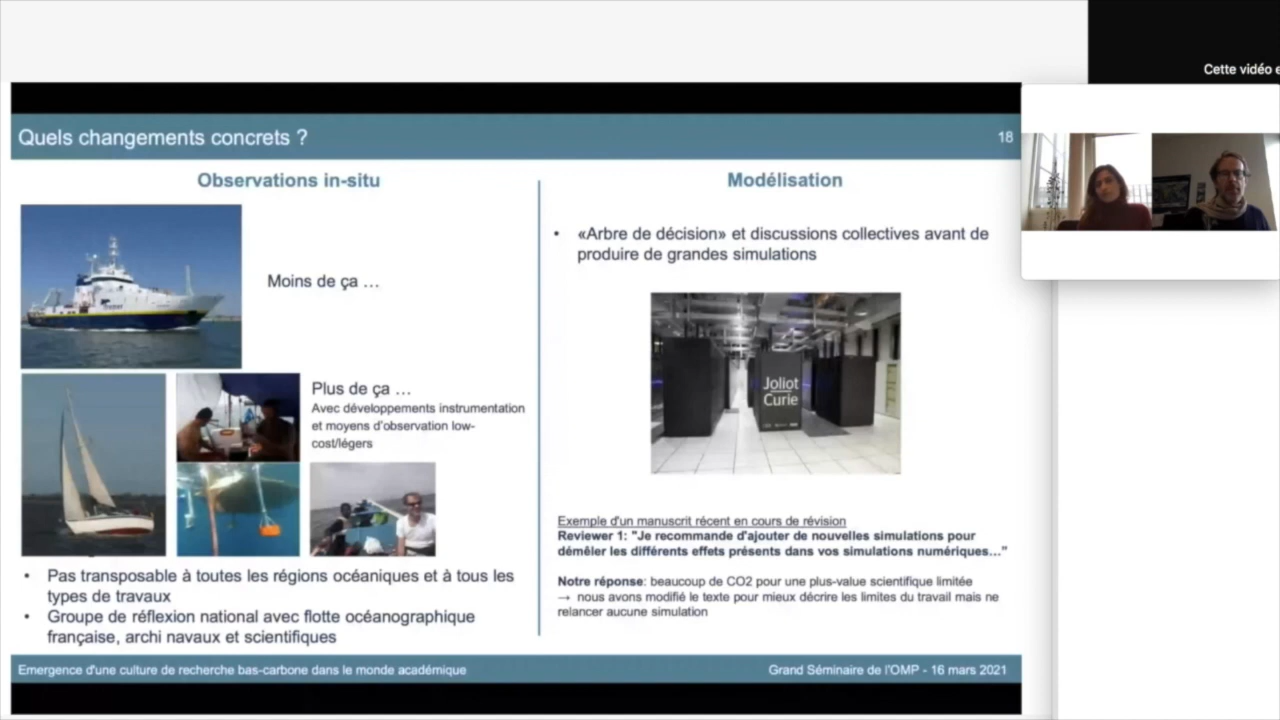 Cette vidéo e
Quels changements concrets ?
18
Observations in-situ
Moins de ça …
Plus de ça …
Avec développements instrumentation
et moyens d'observation low-
cost/légers
• Pas transposable à toutes les régions océaniques et à tous les
types de travaux
• Groupe de réflexion national avec flotte océanographique
française, archi navaux et scientifiques
Modélisation
• «Arbre de décision» et discussions collectives avant de
produire de grandes simulations
Joliot
Curie
Exemple d'un manuscrit récent en cours de révision
Reviewer 1: "Je recommande d'ajouter de nouvelles simulations pour
démêler les différents effets présents dans vos simulations numériques…"
Notre réponse: beaucoup de CO2 pour une plus-value scientifique limitée
→ nous avons modifié le texte pour mieux décrire les limites du travail mais ne
relancer aucune simulation
Emergence d'une culture de recherche bas-carbone dans le monde académique
Grand Séminaire de l'OMP - 16 mars 2021